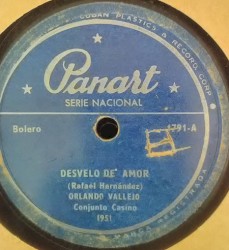 CUBAN PLASTICS & RECORD CORP.
Panart
SERIE NACIONAL
Bolero
1791-A
DESVELO DE' AMOR
(Rafael Hernández)
ORLANDO VALLEJO
Conjunto Casino
1951
REGISTRADA